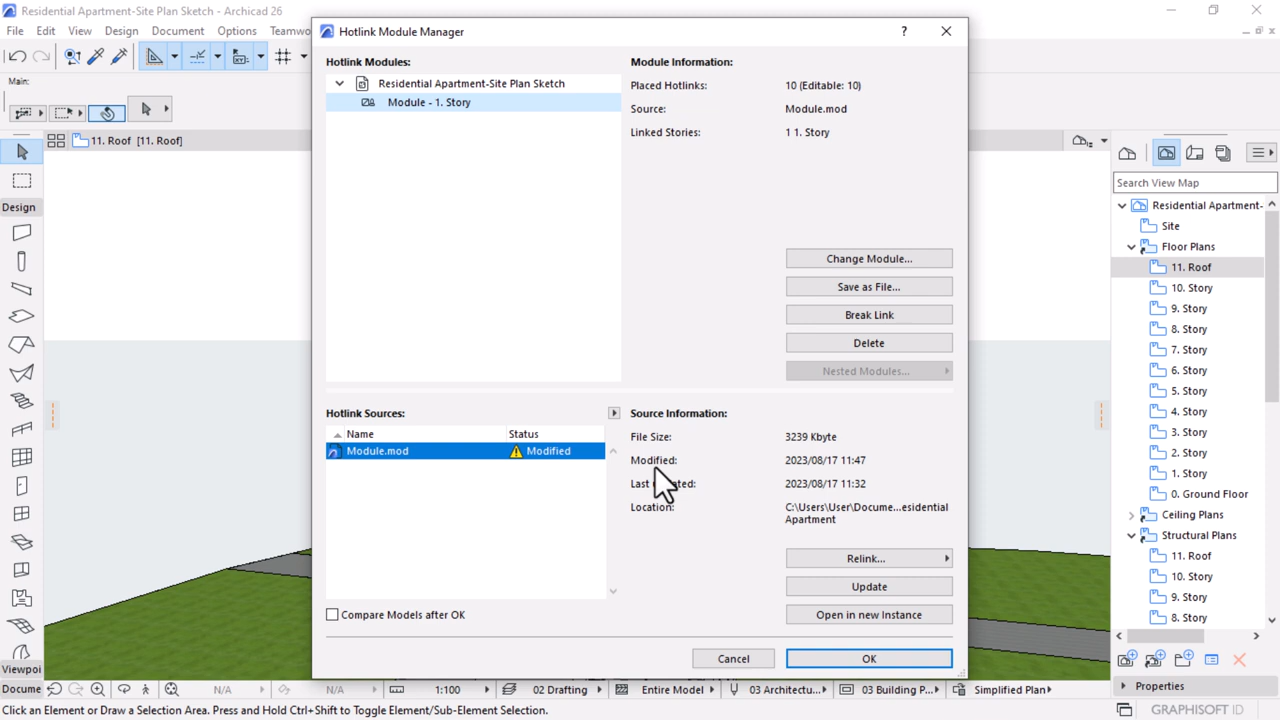 Residential Apartment-Site Plan Sketch - Archicad 26
File Edit View Design Document Options Teamwo
Main:
11. Roof [11. Roof]
Design
Viewpoi
Docume
Hotlink Module Manager
?
Hotlink Modules:
Residential Apartment-Site Plan Sketch
Module - 1. Story
Module Information:
Placed Hotlinks: 10 (Editable: 10)
Source: Module.mod
Linked Stories: 1 1. Story
Change Module...
Save as File...
Break Link
Delete
Nested Modules...
Hotlink Sources:
Name Status
Module.mod Modified
Source Information:
File Size: 3239 Kbyte
Modified: 2023/08/17 11:47
Last ated: 2023/08/17 11:32
Location: C:\Users\User\Docume...esidential
Apartment
Relink...
Update
Open in new Instance
Compare Models after OK
Cancel OK
Search View Map
Residential Apartment-
Site
Floor Plans
11. Roof
10. Story
9. Story
8. Story
7. Story
6. Story
5. Story
4. Story
3. Story
2. Story
1. Story
0. Ground Floor
Ceiling Plans
Structural Plans
11. Roof
10. Story
9. Story
8. Story
Properties
N/A N/A 1:100 02 Drafting Entire Model 03 Architectu... 03 Building P... Simplified Plan
Click an Element or Draw a Selection Area. Press and Hold Ctrl+Shift to Toggle Element/Sub-Element Selection.
GRAPHISOFT ID